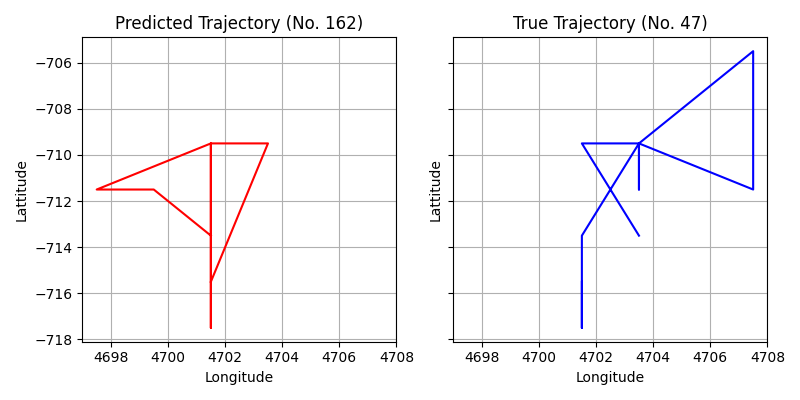 Predicted Trajectory (No. 162)
Lattitude
−706
−708
−710
−712
−714
−716
−718
4698 4700 4702 4704 4706 4708
Longitude
True Trajectory (No. 47)
Lattitude
4698 4700 4702 4704 4706 4708
Longitude